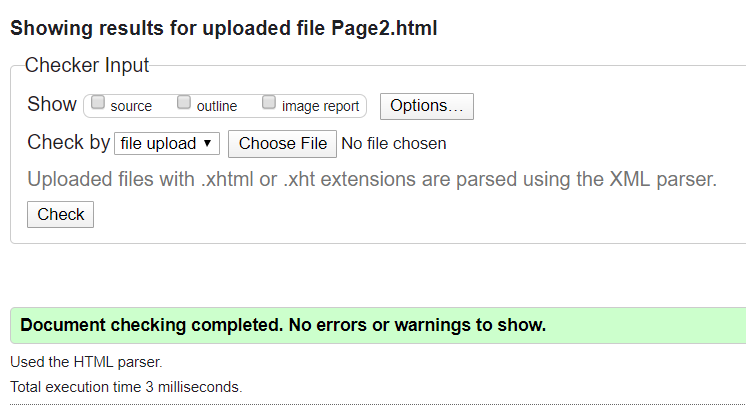 Showing results for uploaded file Page2.html
Checker Input
Show source outline image report Options...
Check by file upload Choose File No file chosen
Uploaded files with .xhtml or .xht extensions are parsed using the XML parser.
Check
Document checking completed. No errors or warnings to show.
Used the HTML parser.
Total execution time 3 milliseconds.